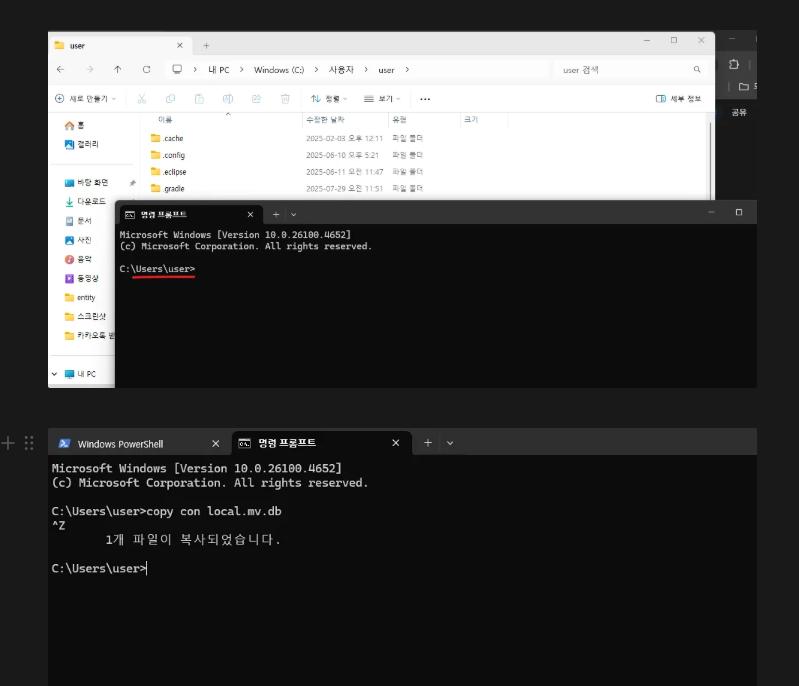 user
내 PC > Windows (C:) > 사용자 > user >
user 검색
새로 만들기
정렬
보기
세부 정보
공유
홈
갤러리
바탕 화면
다운로드
문서
사진
음악
동영상
entity
스크린샷
카카오톡
내 PC
이름 수정한 날짜 유형 크기
.cache 2025-02-03 오후 12:11 파일 폴더
.config 2025-06-10 오후 5:21 파일 폴더
.eclipse 2025-06-11 오전 11:47 파일 폴더
.gradle 2025-07-29 오전 11:51 파일 폴더
명령 프롬프트
Microsoft Windows [Version 10.0.26100.4652]
(c) Microsoft Corporation. All rights reserved.
C:\Users\user>
Windows PowerShell
명령 프롬프트
Microsoft Windows [Version 10.0.26100.4652]
(c) Microsoft Corporation. All rights reserved.
C:\Users\user>copy con local.mv.db
^Z
1개 파일이 복사되었습니다.
C:\Users\user>